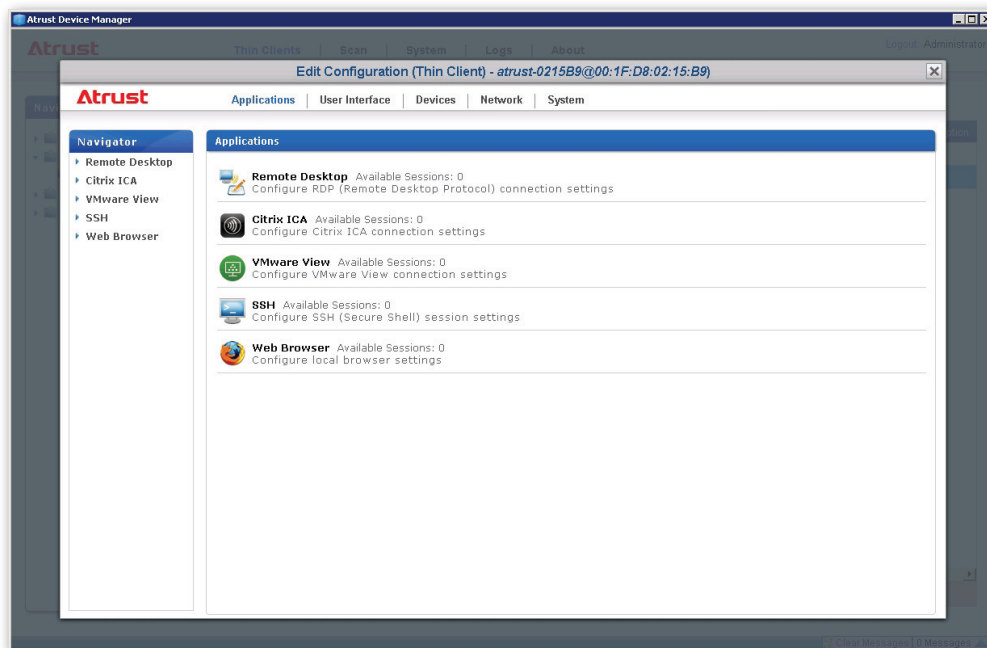 Atrust Device Manager
Atrust
Thin Clients | Scan | System | Logs | About
Logout: Administrator
Edit Configuration (Thin Client) - atrust-0215B9@00:1F:D8:02:15:B9)
Atrust
Applications | User Interface | Devices | Network | System
Navigator
Remote Desktop
Citrix ICA
VMware View
SSH
Web Browser
Applications
Remote Desktop Available Sessions: 0
Configure RDP (Remote Desktop Protocol) connection settings
Citrix ICA Available Sessions: 0
Configure Citrix ICA connection settings
VMware View Available Sessions: 0
Configure VMware View connection settings
SSH Available Sessions: 0
Configure SSH (Secure Shell) session settings
Web Browser Available Sessions: 0
Configure local browser settings
Clear Messages | 0 Messages